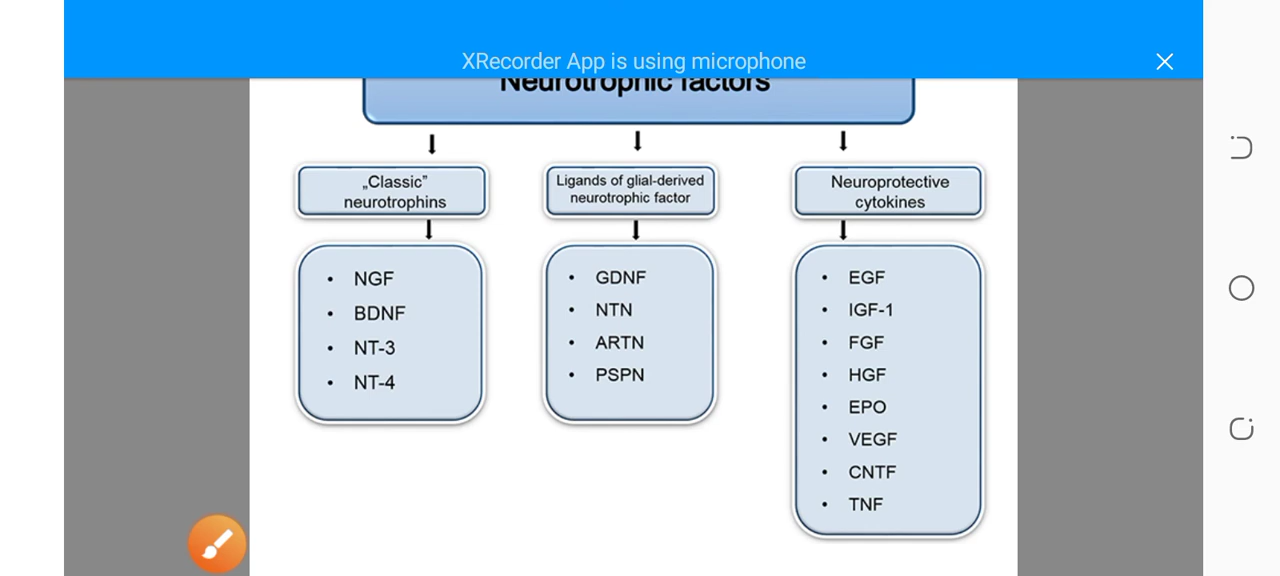 XRecorder App is using microphone
Neurotrophic factors
„Classic”
neurotrophins
Ligands of glial-derived
neurotrophic factor
Neuroprotective
cytokines
• NGF
• BDNF
• NT-3
• NT-4
• GDNF
• NTN
• ARTN
• PSPN
• EGF
• IGF-1
• FGF
• HGF
• EPO
• VEGF
• CNTF
• TNF